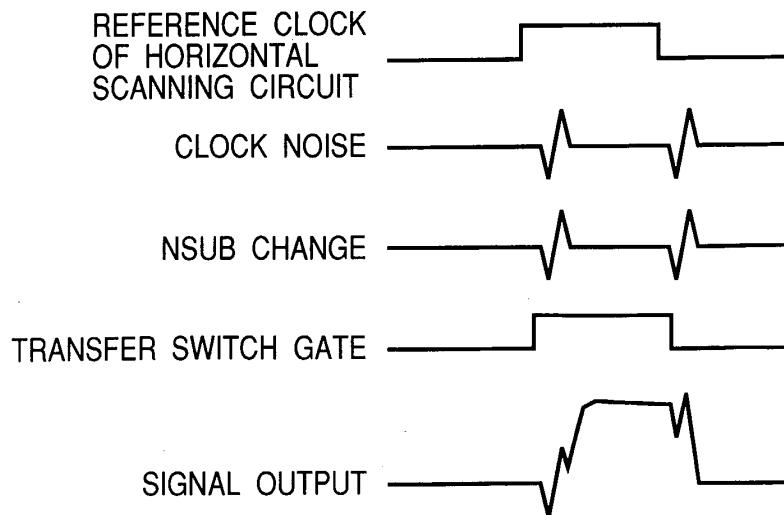 REFERENCE CLOCK
OF HORIZONTAL
SCANNING CIRCUIT
CLOCK NOISE
NSUB CHANGE
TRANSFER SWITCH GATE
SIGNAL OUTPUT